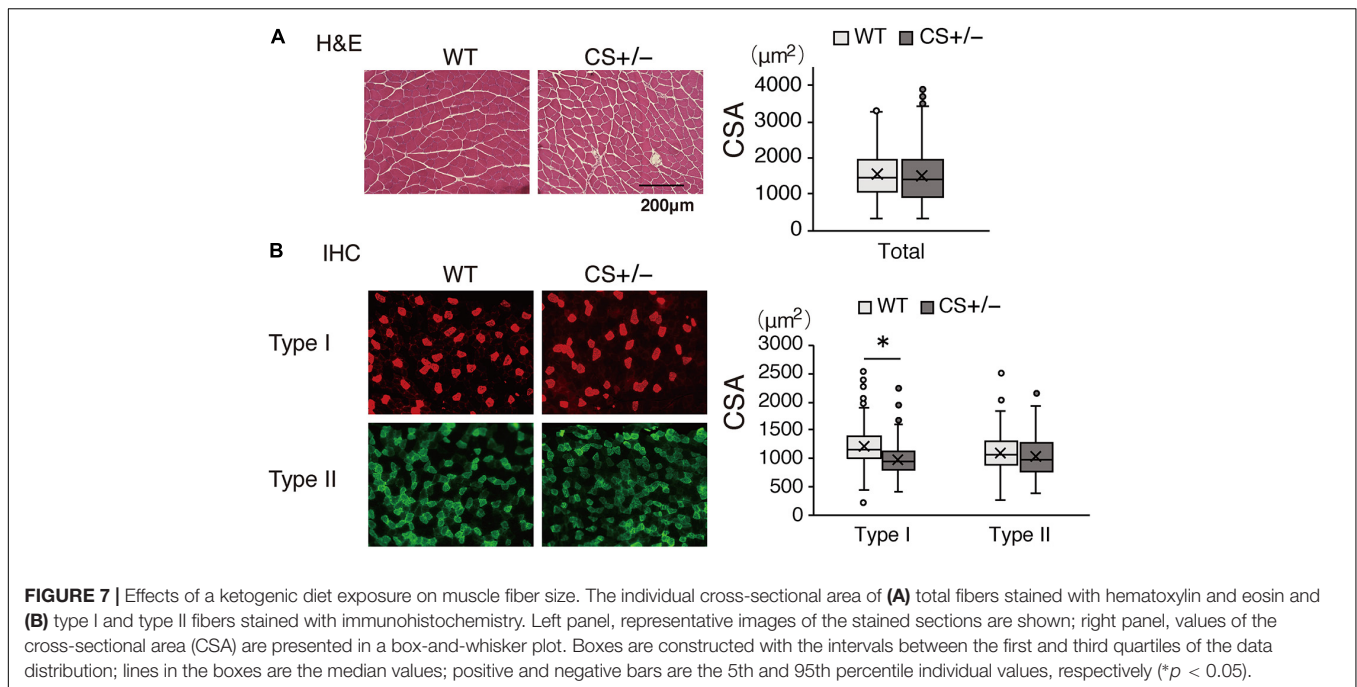 A H&E
WT CS+/−
200µm
WT CS+/−
(µm²)
CSA
4000
3000
2000
1000
0
Total
B IHC
WT CS+/−
Type I
Type II
WT CS+/−
(µm²)
CSA
3000
2500
2000
1500
1000
500
0
*
Type I Type II
FIGURE 7 | Effects of a ketogenic diet exposure on muscle fiber size. The individual cross-sectional area of (A) total fibers stained with hematoxylin and eosin and
(B) type I and type II fibers stained with immunohistochemistry. Left panel, representative images of the stained sections are shown; right panel, values of the
cross-sectional area (CSA) are presented in a box-and-whisker plot. Boxes are constructed with the intervals between the first and third quartiles of the data
distribution; lines in the boxes are the median values; positive and negative bars are the 5th and 95th percentile individual values, respectively (*p < 0.05).